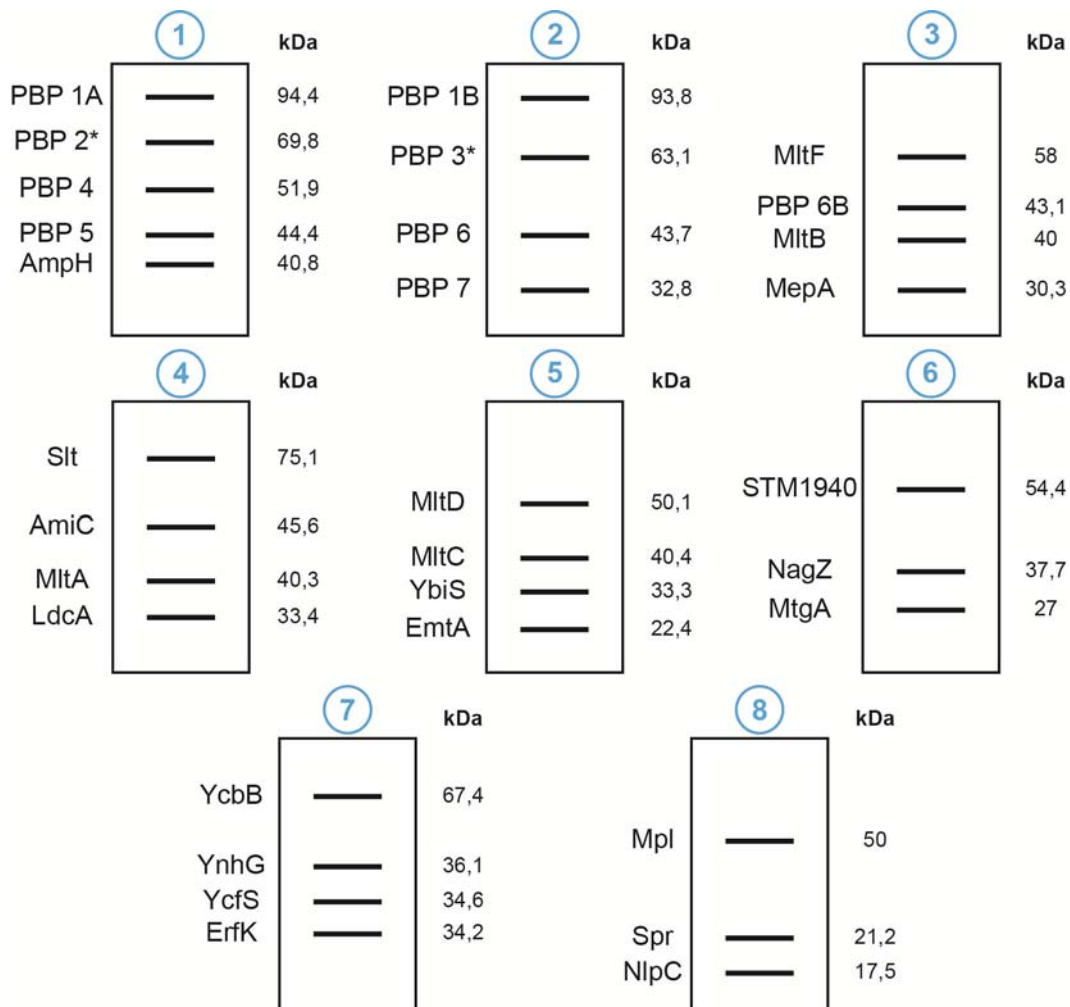 1 kDa
PBP 1A 94,4
PBP 2* 69,8
PBP 4 51,9
PBP 5 44,4
AmpH 40,8
2 kDa
PBP 1B 93,8
PBP 3* 63,1
PBP 6 43,7
PBP 7 32,8
3 kDa
MltF 58
PBP 6B 43,1
MltB 40
MepA 30,3
4 kDa
Slt 75,1
AmiC 45,6
MltA 40,3
LdcA 33,4
5 kDa
MltD 50,1
MltC 40,4
YbiS 33,3
EmtA 22,4
6 kDa
STM1940 54,4
NagZ 37,7
MtgA 27
7 kDa
YcbB 67,4
YnhG 36,1
YcfS 34,6
ErfK 34,2
8 kDa
Mpl 50
Spr 21,2
NlpC 17,5